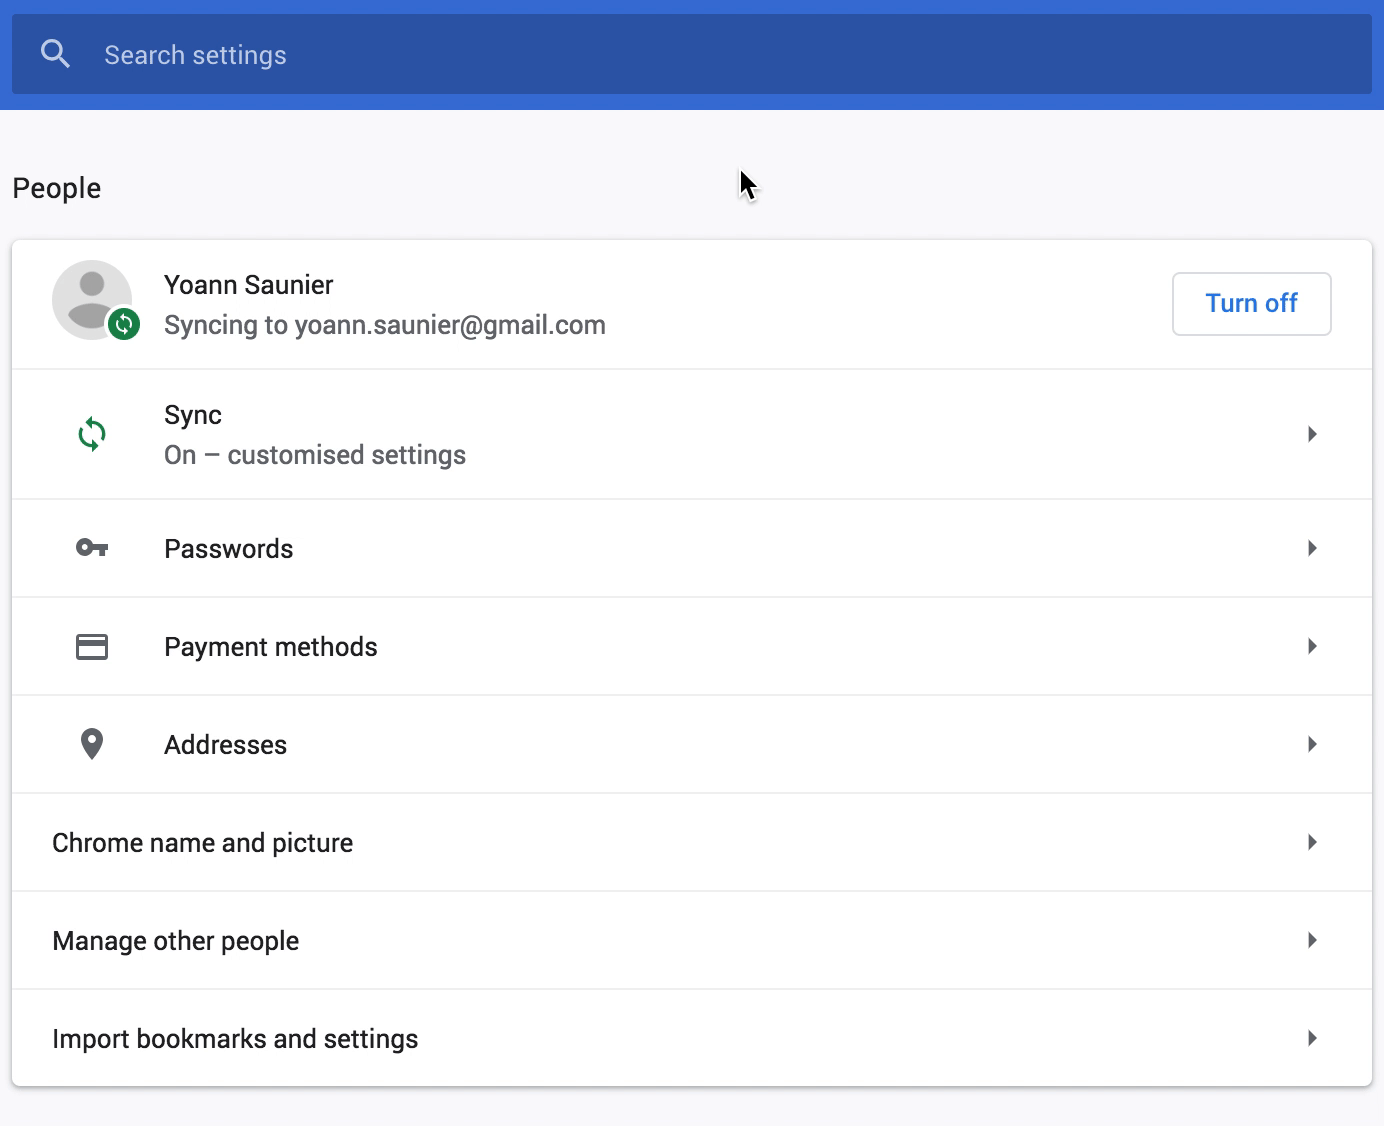 Search settings
People
Yoann Saunier
Syncing to yoann.saunier@gmail.com
Turn off
Sync
On – customised settings
Passwords
Payment methods
Addresses
Chrome name and picture
Manage other people
Import bookmarks and settings